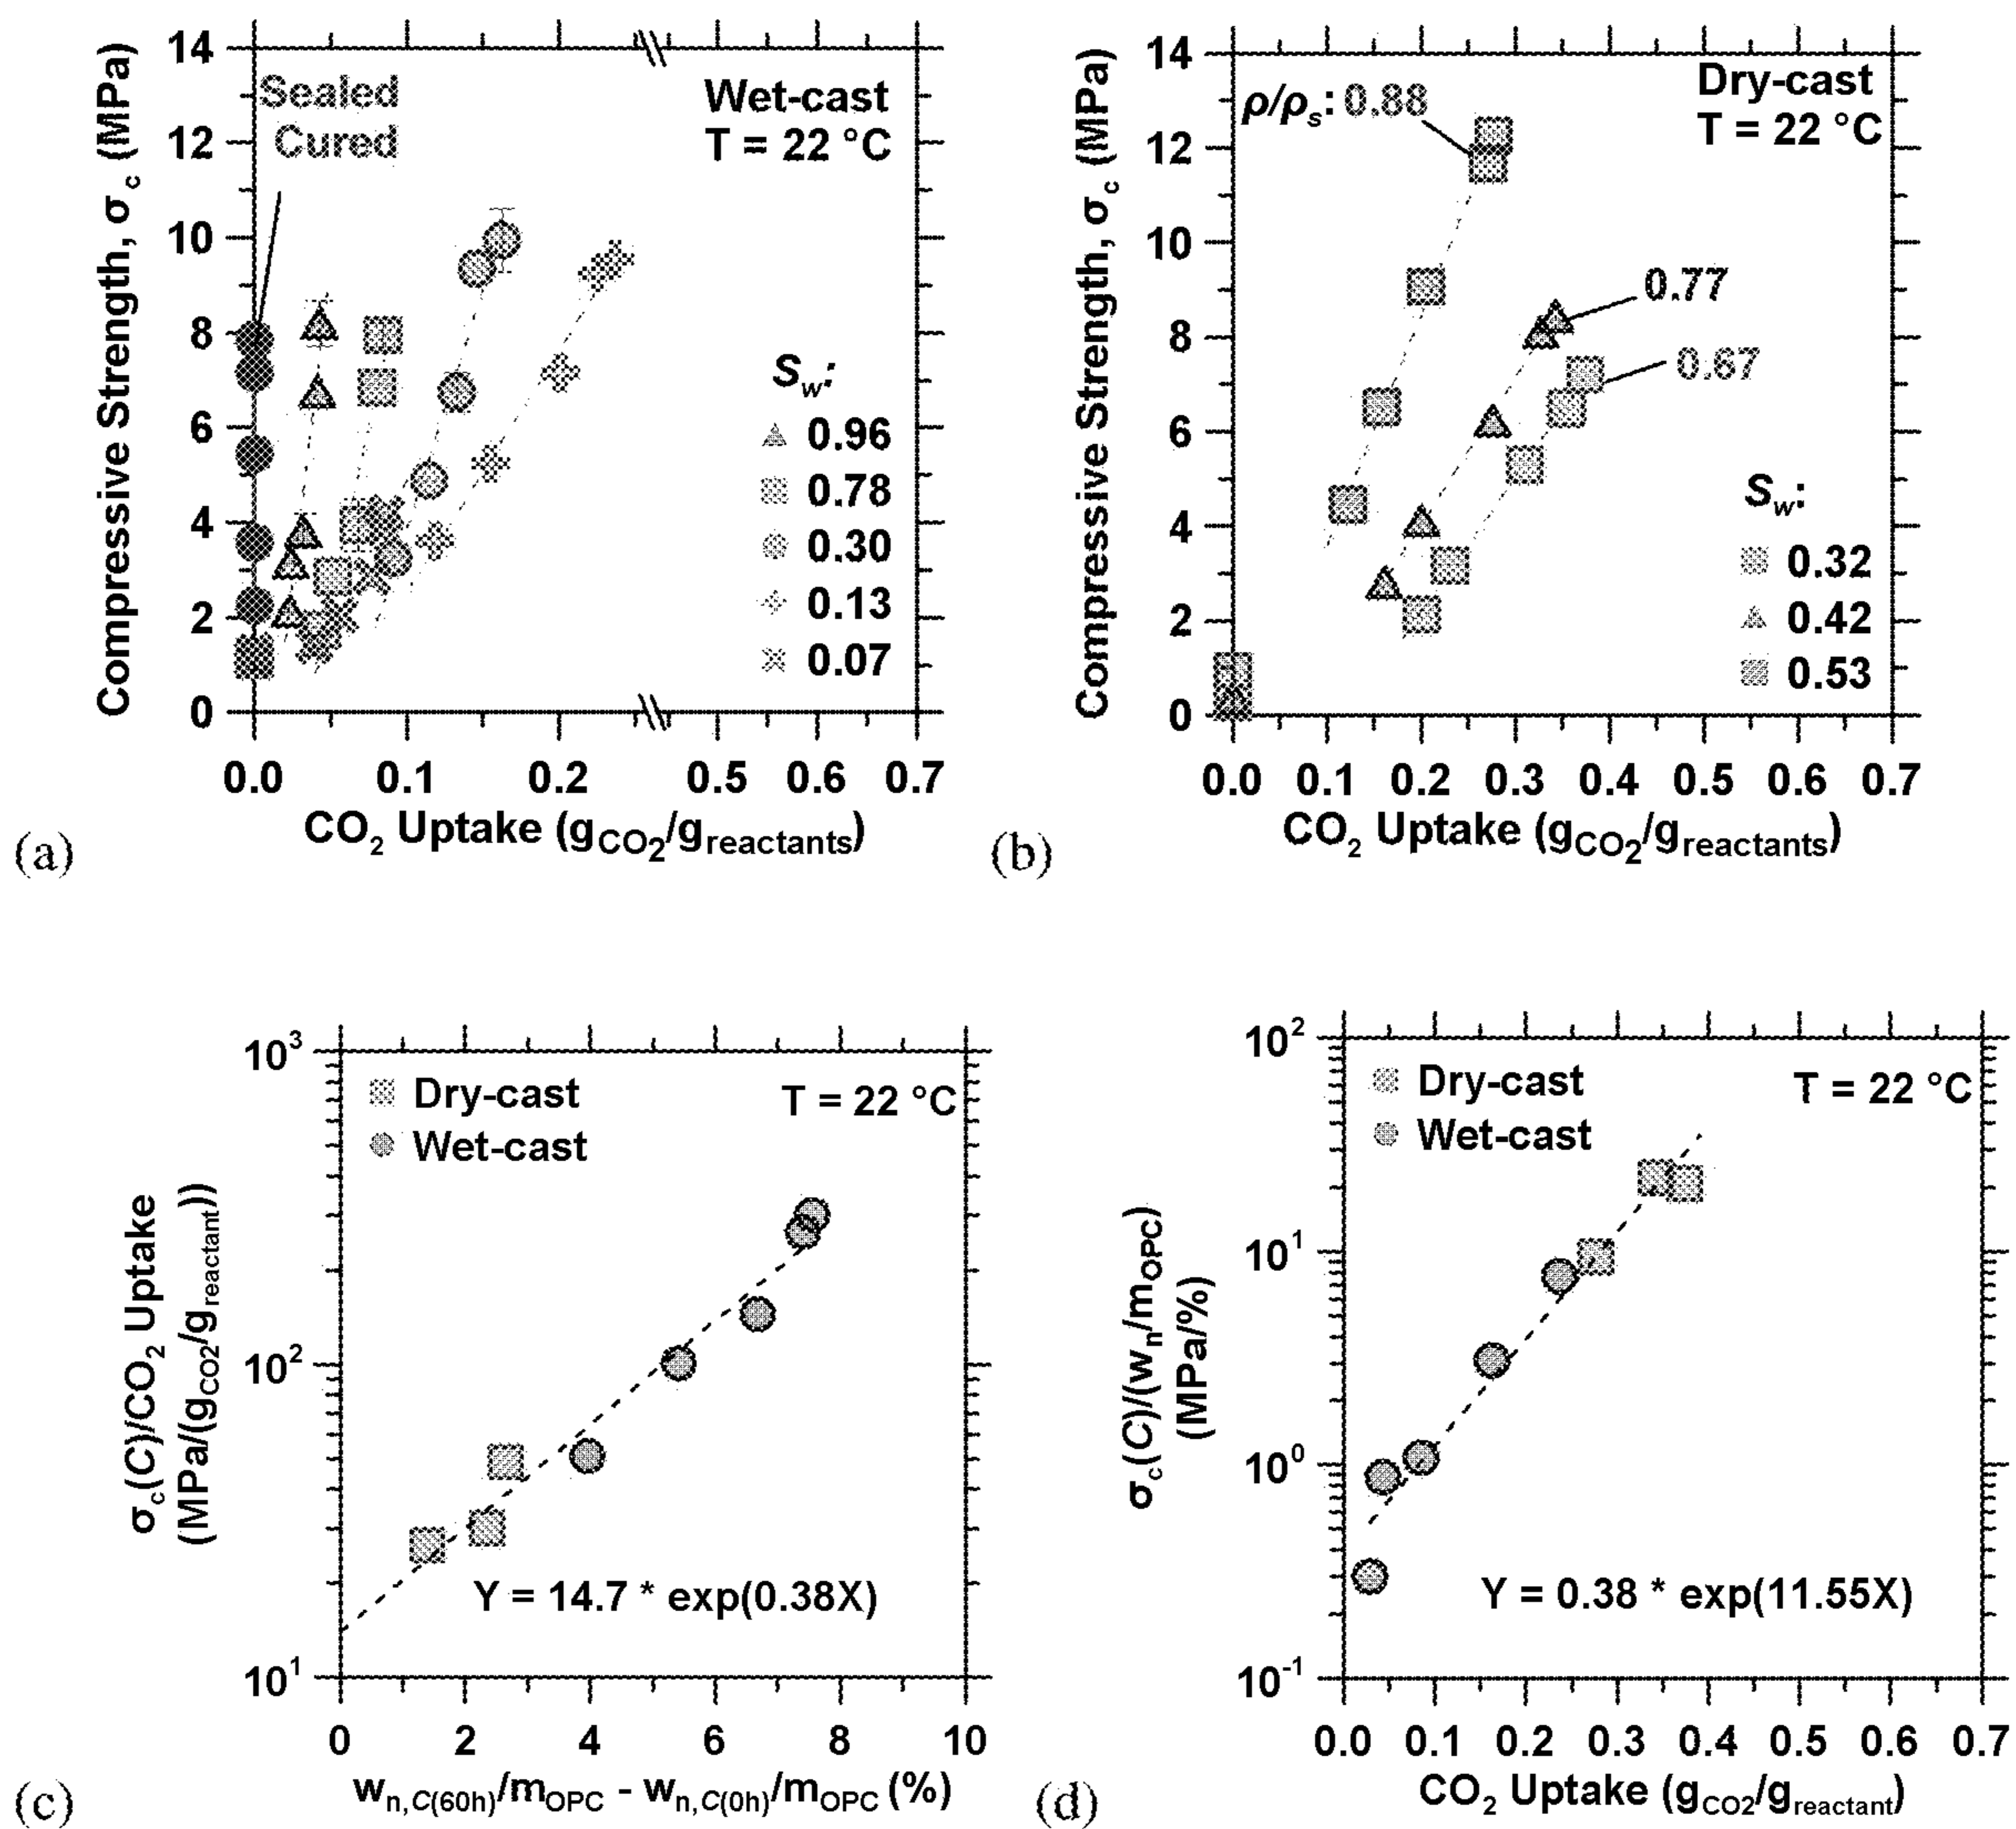 14
12
10
8
6
4
2
0
Compressive Strength, σc (MPa)
Sealed
Cured
Wet-cast
T = 22 °C
Sw:
0.96
0.78
0.30
0.13
0.07
0.0 0.1 0.2 0.5 0.6 0.7
CO2 Uptake (gCO2/greactants)
(a)
14
12
10
8
6
4
2
0
Compressive Strength, σc (MPa)
ρ/ρs: 0.88
Dry-cast
T = 22 °C
0.77
0.67
Sw:
0.32
0.42
0.53
0.0 0.1 0.2 0.3 0.4 0.5 0.6 0.7
CO2 Uptake (gCO2/greactants)
(b)
10^3
10^2
10^1
σc(C)/CO2 Uptake
(MPa/(gCO2/greactant))
Dry-cast
Wet-cast
T = 22 °C
Y = 14.7 * exp(0.38X)
0 2 4 6 8 10
wn,C(60h)/mOPC - wn,C(0h)/mOPC (%)
(c)
10^2
10^1
10^0
10^-1
σc(C)/(wn/mOPC)
(MPa/%)
Dry-cast
Wet-cast
T = 22 °C
Y = 0.38 * exp(11.55X)
0.0 0.1 0.2 0.3 0.4 0.5 0.6 0.7
CO2 Uptake (gCO2/greactant)
(d)